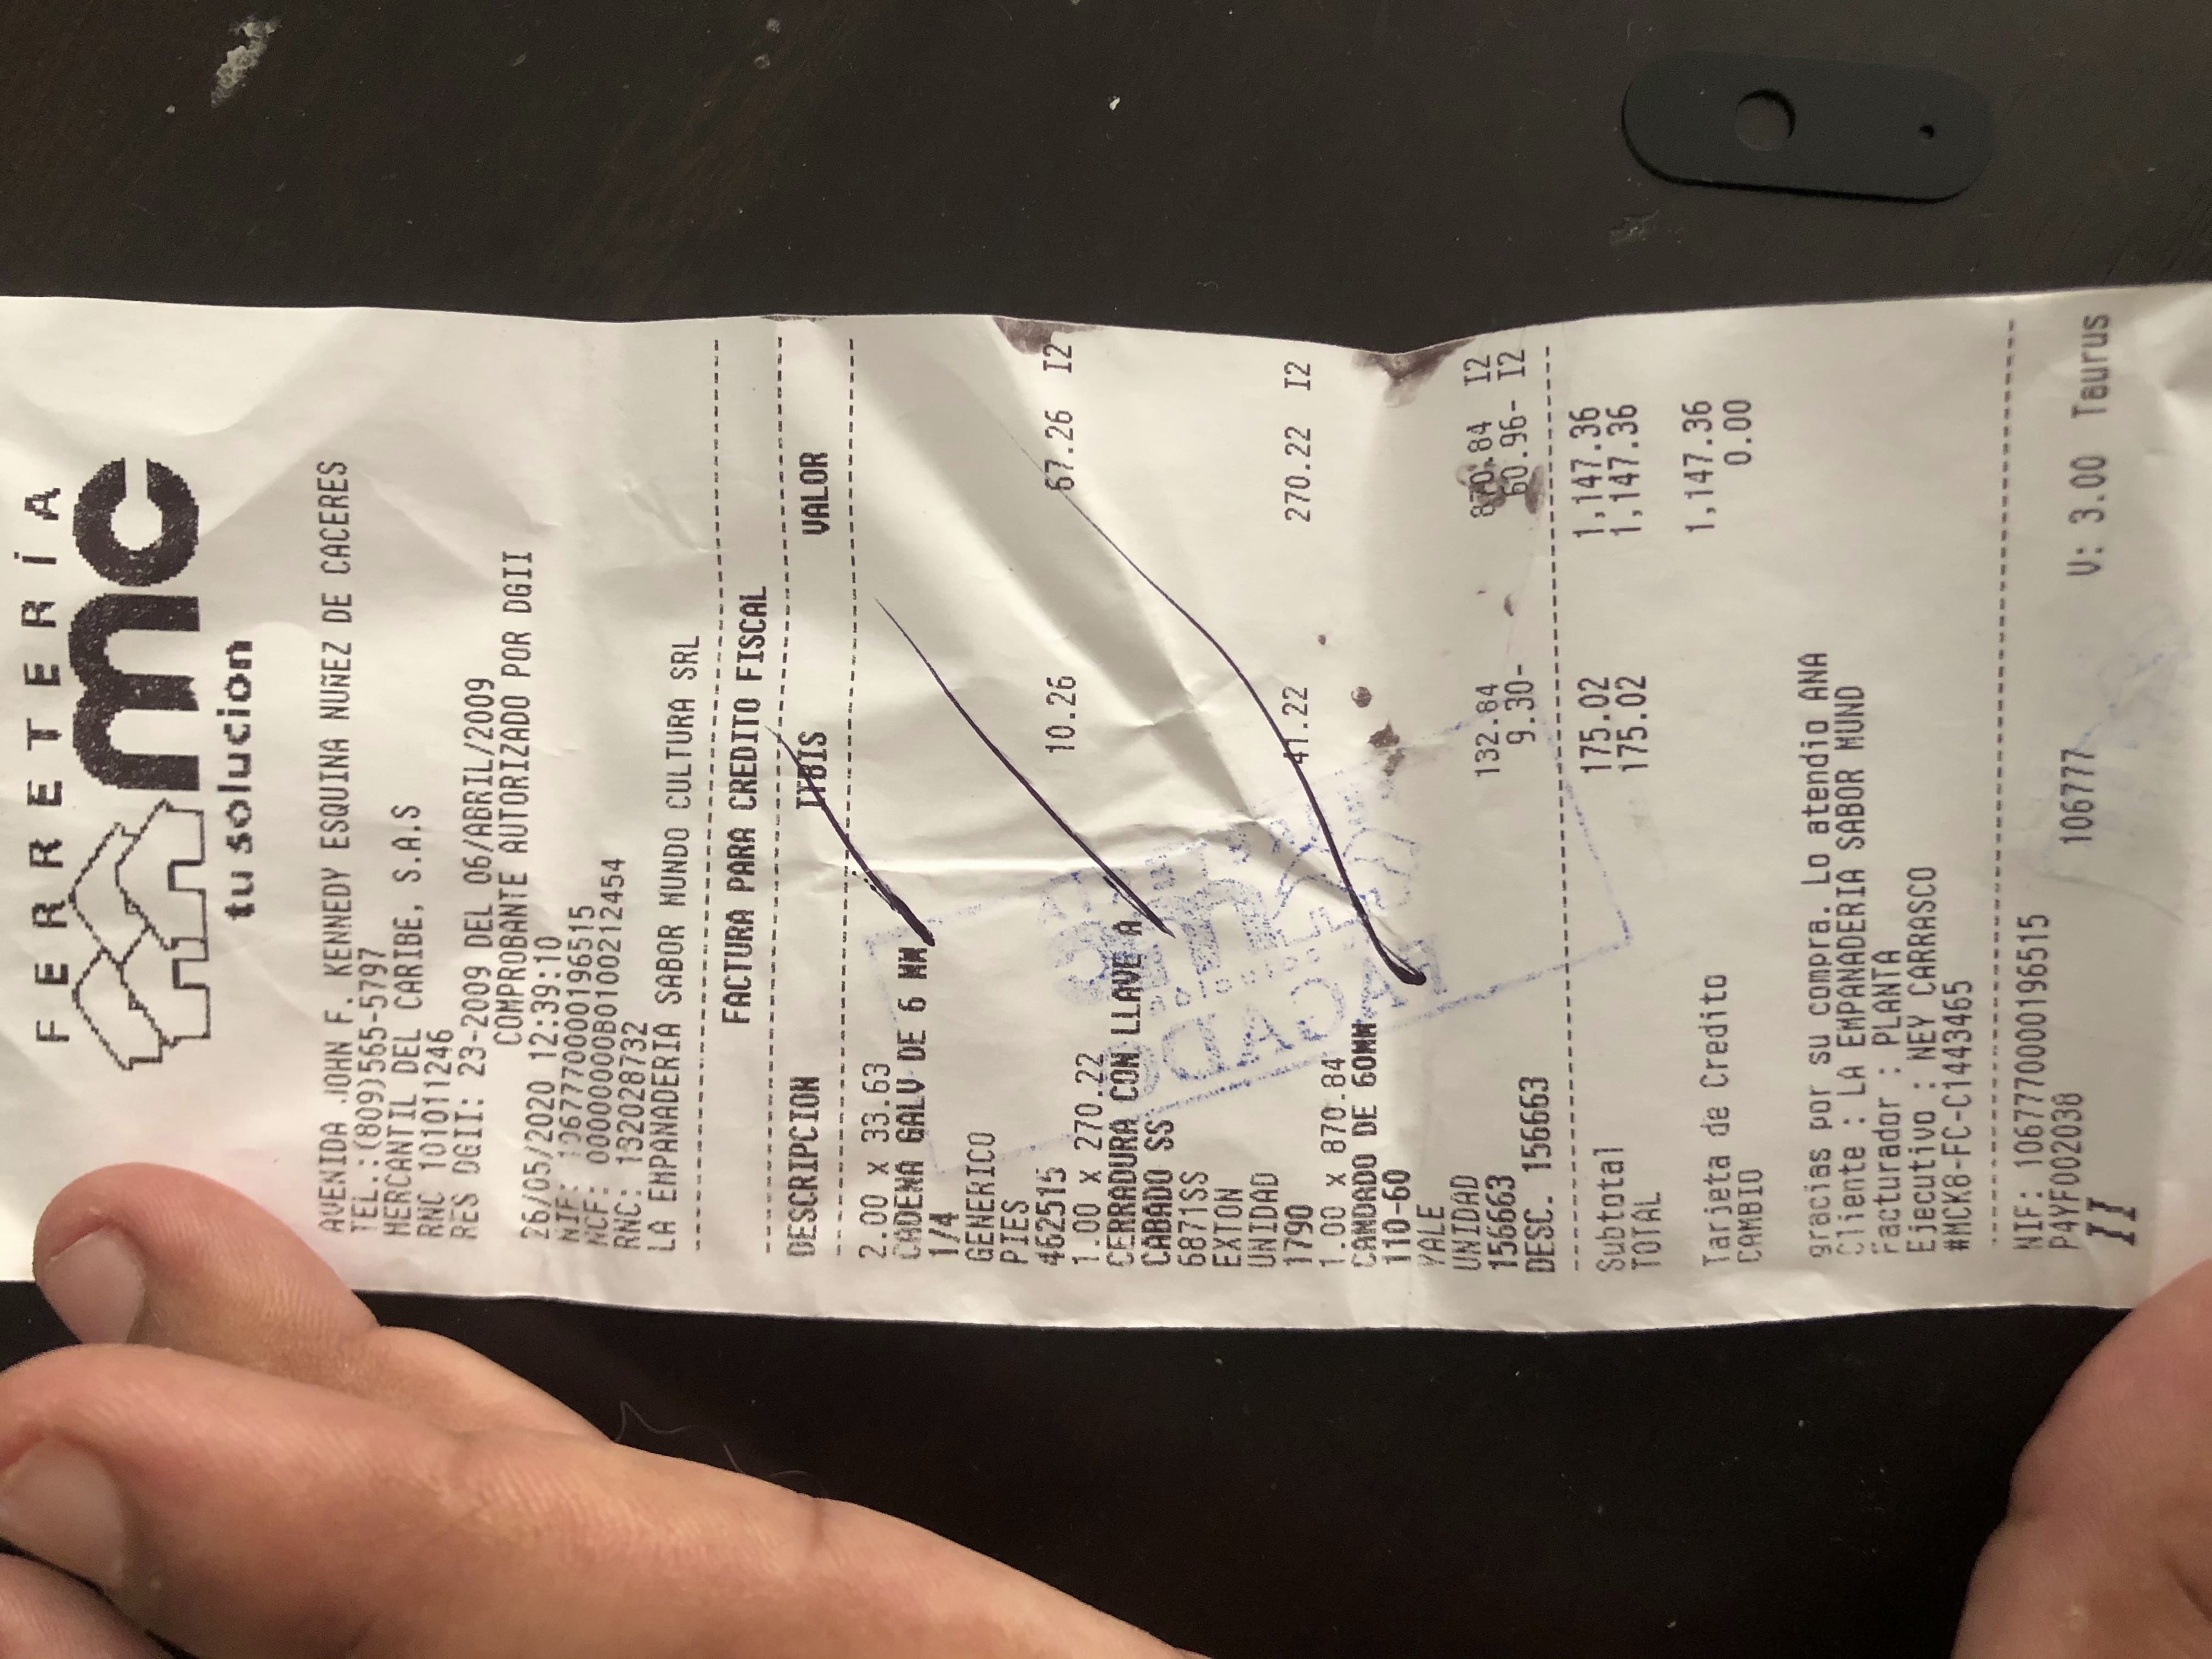 FERRETERÍA
mc
tu solucion
AVENIDA JOHN F. KENNEDY ESQUINA NUÑEZ DE CACERES
TEL.:(809)565-5797
MERCANTIL DEL CARIBE, S.A.S
RNC 101011246
RES DGII: 23-2009 DEL 06/ABRIL/2009
COMPROBANTE AUTORIZADO POR DGII
26/05/2020 12:39:10
NIF: 1067770000196515
NCF: 00000000B0100212454
RNC: 132028732
LA EMPANADERIA SABOR MUNDO CULTURA SRL
FACTURA PARA CREDITO FISCAL
DESCRIPCION ITBIS VALOR
2.00 x 33.63
CADENA GALV DE 6 MM
1/4
GENERICO
PIES
462515 10.26 67.26 I2
1.00 x 270.22
CERRADURA CON LLAVE A
CABADO SS
6871SS
EXTON
UNIDAD
1790 41.22 270.22 I2
1.00 x 870.84
CANDADO DE 60MM
110-60
YALE
UNIDAD
156663 132.84 870.84 I2
DESC. 156663 9.30- 60.96- I2
Subtotal 175.02 1,147.36
TOTAL 175.02 1,147.36
Tarjeta de Credito 1,147.36
CAMBIO 0.00
gracias por su compra. Lo atendio ANA
Cliente : LA EMPANADERIA SABOR MUND
Facturador : PLANTA
Ejecutivo : NEY CARRASCO
#MCK8-FC-C1443465
NIF: 1067770000196515
P4YF002038 106777 V: 3.00 Taurus
II
PAGADO